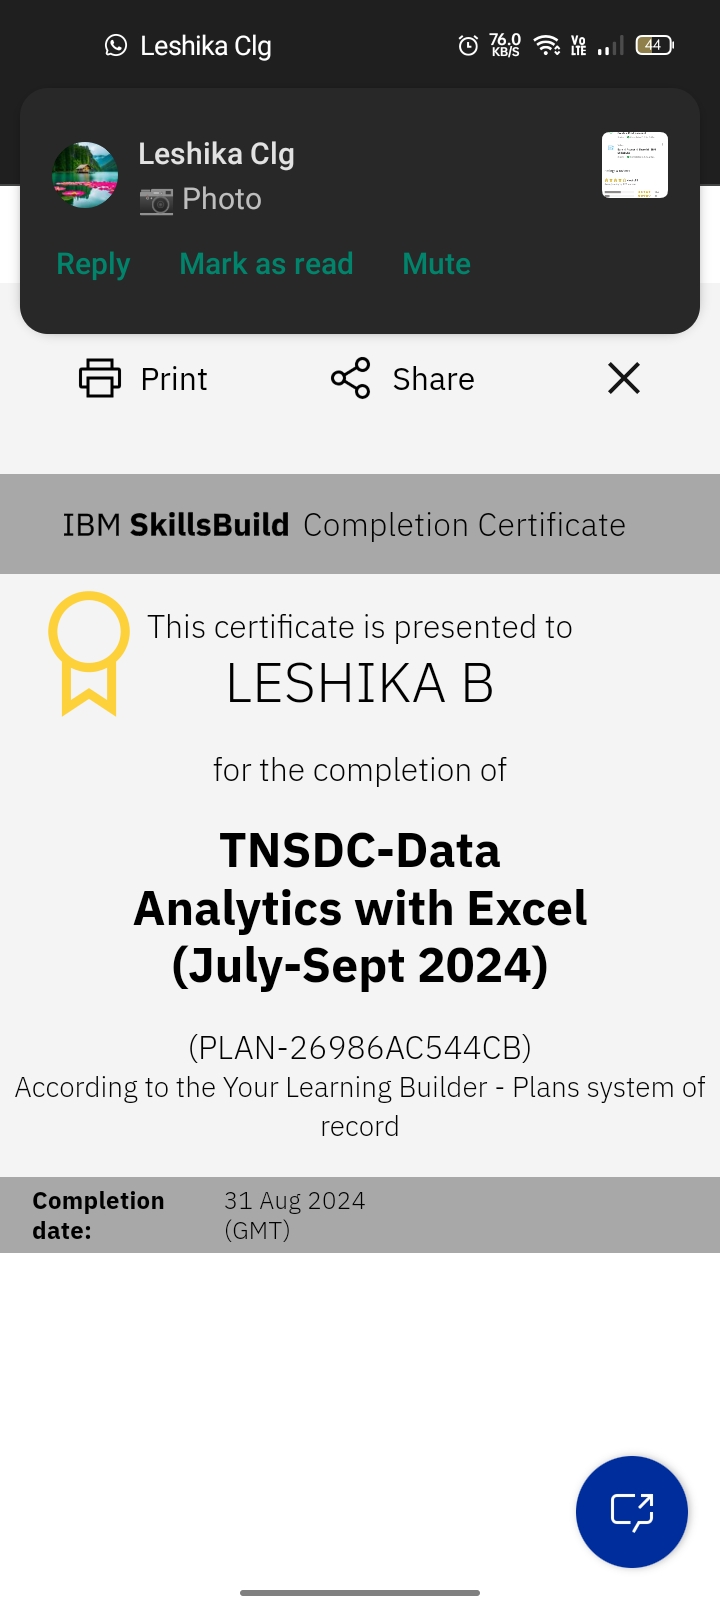 Leshika Clg
76.0
KB/S
Vo
LTE
44
Leshika Clg
Photo
Reply Mark as read Mute
Print Share
IBM SkillsBuild Completion Certificate
This certificate is presented to
LESHIKA B
for the completion of
TNSDC-Data
Analytics with Excel
(July-Sept 2024)
(PLAN-26986AC544CB)
According to the Your Learning Builder - Plans system of
record
Completion
date:
31 Aug 2024
(GMT)